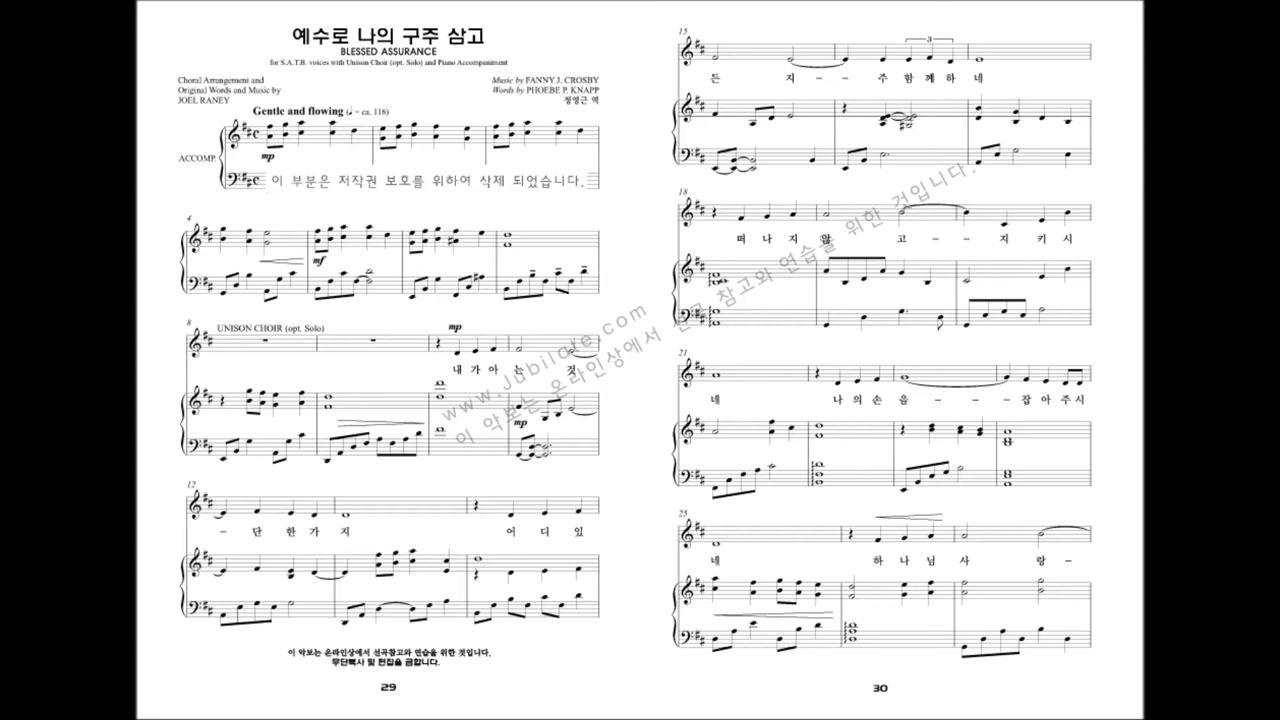 예수로 나의 구주 삼고
BLESSED ASSURANCE
for S.A.T.B. voices with Unison Choir (opt. Solo) and Piano Accompaniment
Choral Arrangement and
Original Words and Music by
JOEL RANEY
Music by FANNY J. CROSBY
Words by PHOEBE P. KNAPP
정영근 역
Gentle and flowing (♩ = ca. 116)
mp
ACCOMP.
이 부분은 저작권 보호를 위하여 삭제 되었습니다.
4
mf
8
UNISON CHOIR (opt. Solo)
mp
내 가 아 는 것
mp
12
- 단 한 가 지 어 디 있
이 악보는 온라인상에서 선곡참고와 연습을 위한 것입니다.
무단복사 및 편집을 금합니다.
29
15
3
든 지 - - 주 함 께 하 네
18
떠 나 지 않 고 - - 지 키 시
21
네 나 의 손 을 - - - 잡 아 주 시
25
네 하 나 님 사 랑 -
30
www.Jubilate.com
이 악보는 온라인상에서 선곡 참고와 연습을 위한 것입니다.